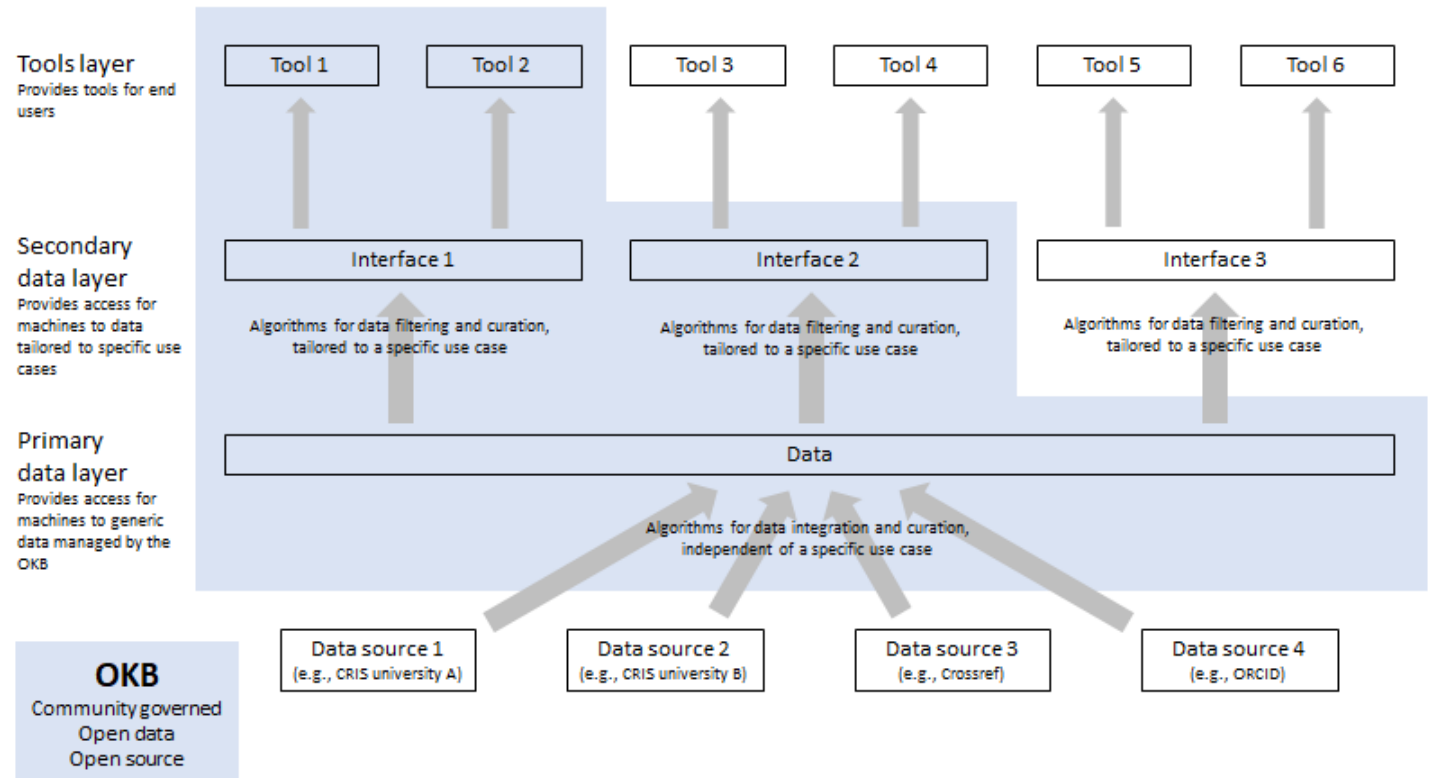 Tools layer
Provides tools for end
users
Tool 1
Tool 2
Tool 3
Tool 4
Tool 5
Tool 6
Secondary
data layer
Provides access for
machines to data
tailored to specific use
cases
Interface 1
Interface 2
Interface 3
Algorithms for data filtering and curation,
tailored to a specific use case
Algorithms for data filtering and curation,
tailored to a specific use case
Algorithms for data filtering and curation,
tailored to a specific use case
Primary
data layer
Provides access for
machines to generic
data managed by the
OKB
Data
Algorithms for data integration and curation,
independent of a specific use case
Data source 1
(e.g., CRIS university A)
Data source 2
(e.g., CRIS university B)
Data source 3
(e.g., Crossref)
Data source 4
(e.g., ORCID)
OKB
Community governed
Open data
Open source